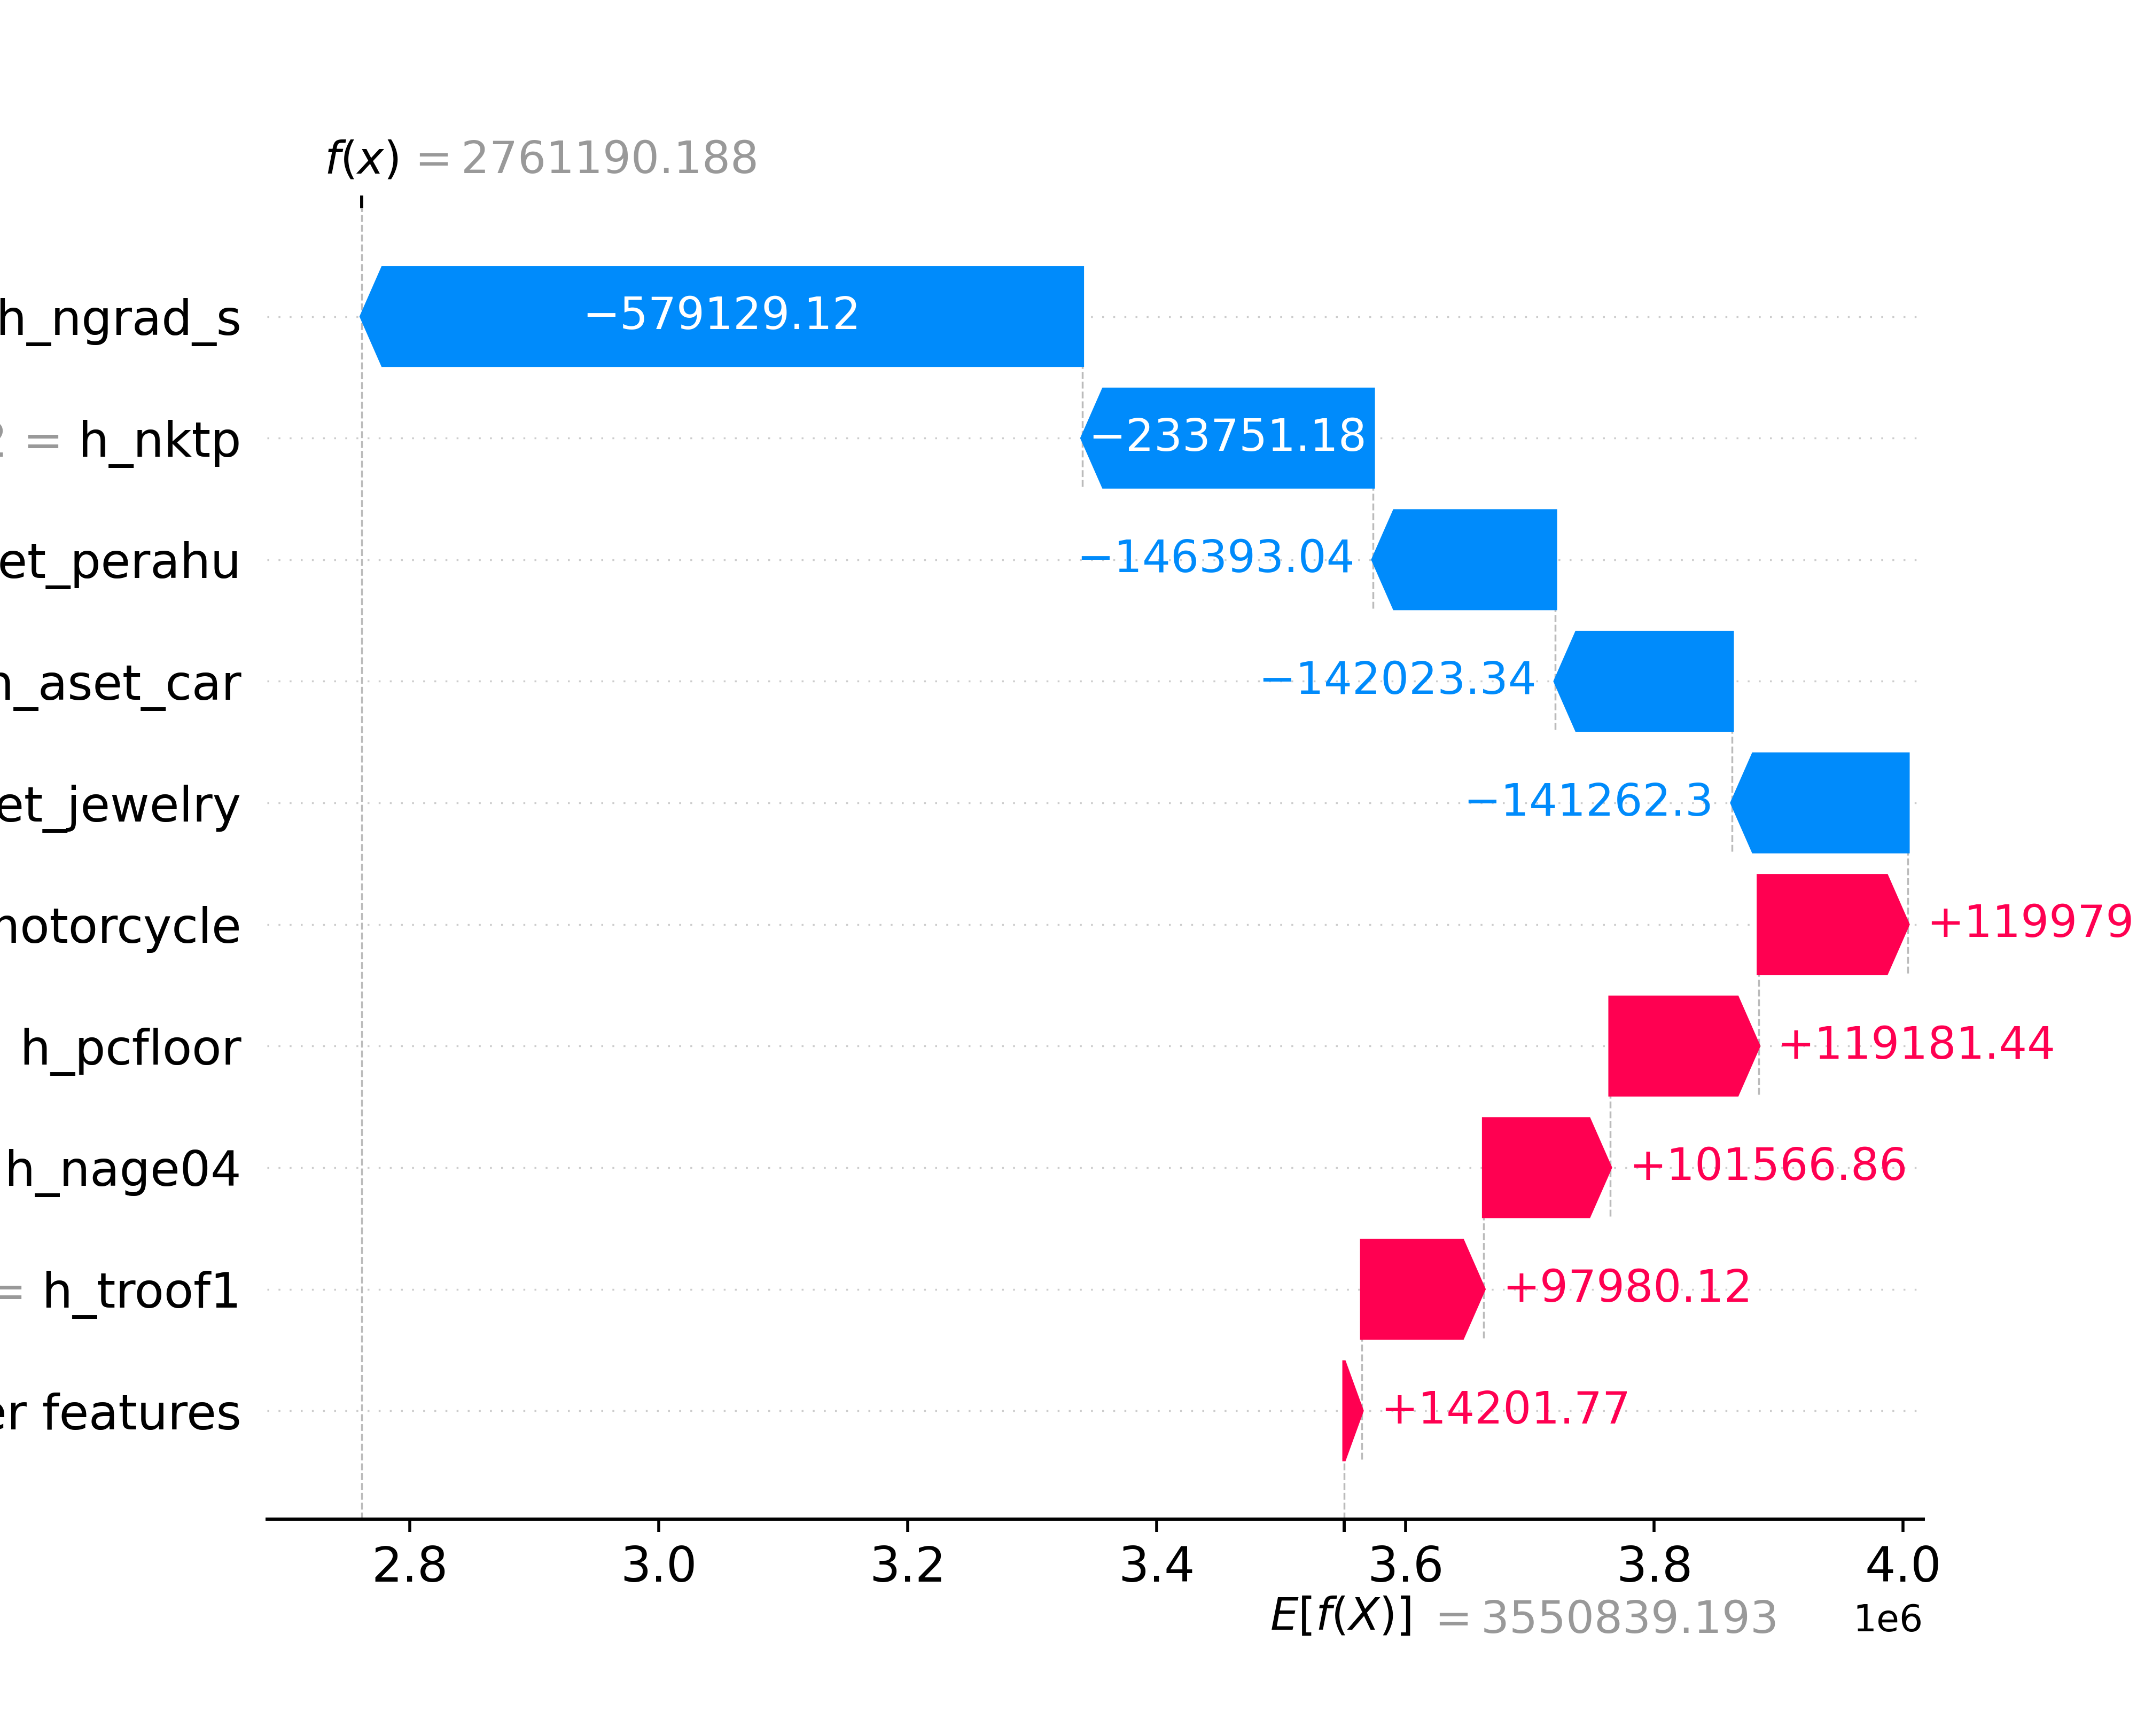 f(x) = 2761190.188
h_ngrad_s
−579129.12
= h_nktp
−233751.18
et_perahu
−146393.04
_aset_car
−142023.34
et_jewelry
−141262.3
otorcycle
+119979
h_pcfloor
+119181.44
h_nage04
+101566.86
= h_troof1
+97980.12
er features
+14201.77
2.8 3.0 3.2 3.4 3.6 3.8 4.0
E[f(X)] = 3550839.193
1e6